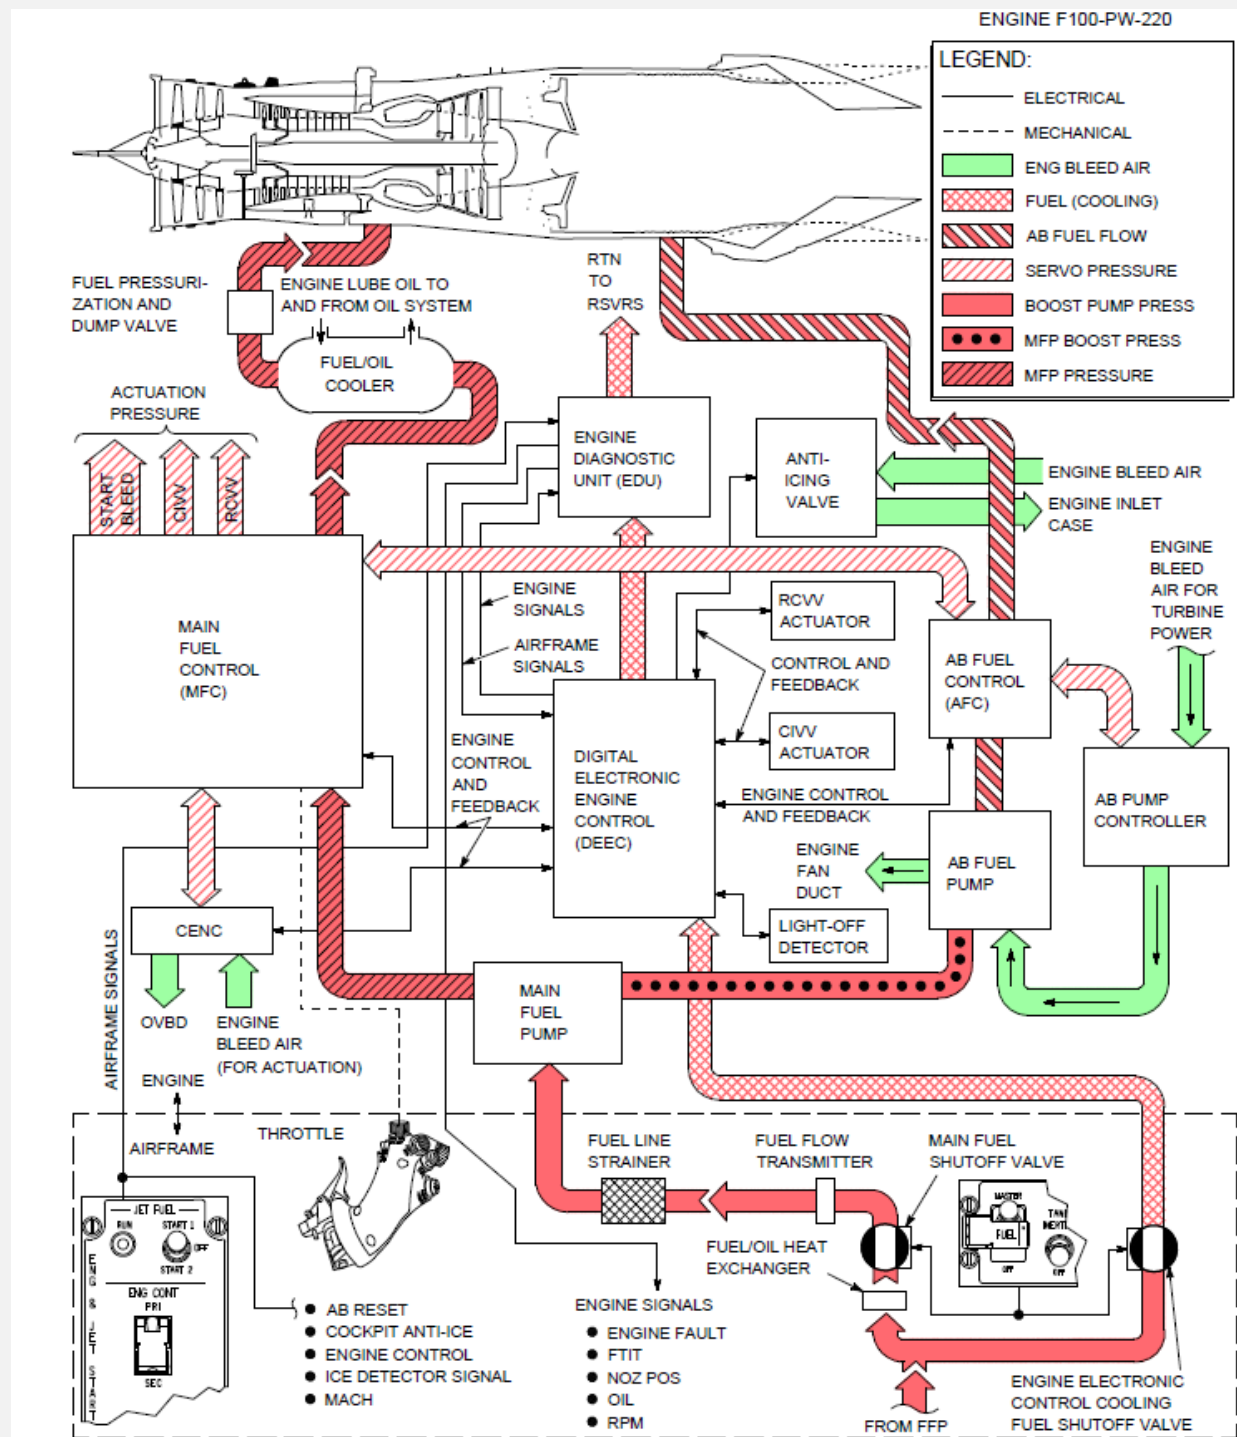 ENGINE F100-PW-220
LEGEND:
ELECTRICAL
MECHANICAL
ENG BLEED AIR
FUEL (COOLING)
AB FUEL FLOW
SERVO PRESSURE
BOOST PUMP PRESS
MFP BOOST PRESS
MFP PRESSURE
FUEL PRESSURI-
ZATION AND
DUMP VALVE
ENGINE LUBE OIL TO
AND FROM OIL SYSTEM
FUEL/OIL
COOLER
RTN
TO
RSVRS
ACTUATION
PRESSURE
START
BLEED
CIVV
RCVV
ENGINE
DIAGNOSTIC
UNIT (EDU)
ANTI-
ICING
VALVE
ENGINE BLEED AIR
ENGINE INLET
CASE
ENGINE
BLEED
AIR FOR
TURBINE
POWER
MAIN
FUEL
CONTROL
(MFC)
ENGINE
SIGNALS
AIRFRAME
SIGNALS
RCVV
ACTUATOR
CONTROL AND
FEEDBACK
CIVV
ACTUATOR
AB FUEL
CONTROL
(AFC)
ENGINE
CONTROL
AND
FEEDBACK
DIGITAL
ELECTRONIC
ENGINE
CONTROL
(DEEC)
ENGINE CONTROL
AND FEEDBACK
AB PUMP
CONTROLLER
ENGINE
FAN
DUCT
AB FUEL
PUMP
LIGHT-OFF
DETECTOR
CENC
MAIN
FUEL
PUMP
OVBD
ENGINE
BLEED AIR
(FOR ACTUATION)
AIRFRAME SIGNALS
ENGINE
AIRFRAME
THROTTLE
FUEL LINE
STRAINER
FUEL FLOW
TRANSMITTER
MAIN FUEL
SHUTOFF VALVE
FUEL/OIL HEAT
EXCHANGER
MASTER
FUEL
OFF
TANK
INERTI
OFF
JET FUEL
RUN
START 1
OFF
START 2
ENG CONT
PRI
SEC
ENG & JET START
AB RESET
COCKPIT ANTI-ICE
ENGINE CONTROL
ICE DETECTOR SIGNAL
MACH
ENGINE SIGNALS
ENGINE FAULT
FTIT
NOZ POS
OIL
RPM
FROM FFP
ENGINE ELECTRONIC
CONTROL COOLING
FUEL SHUTOFF VALVE